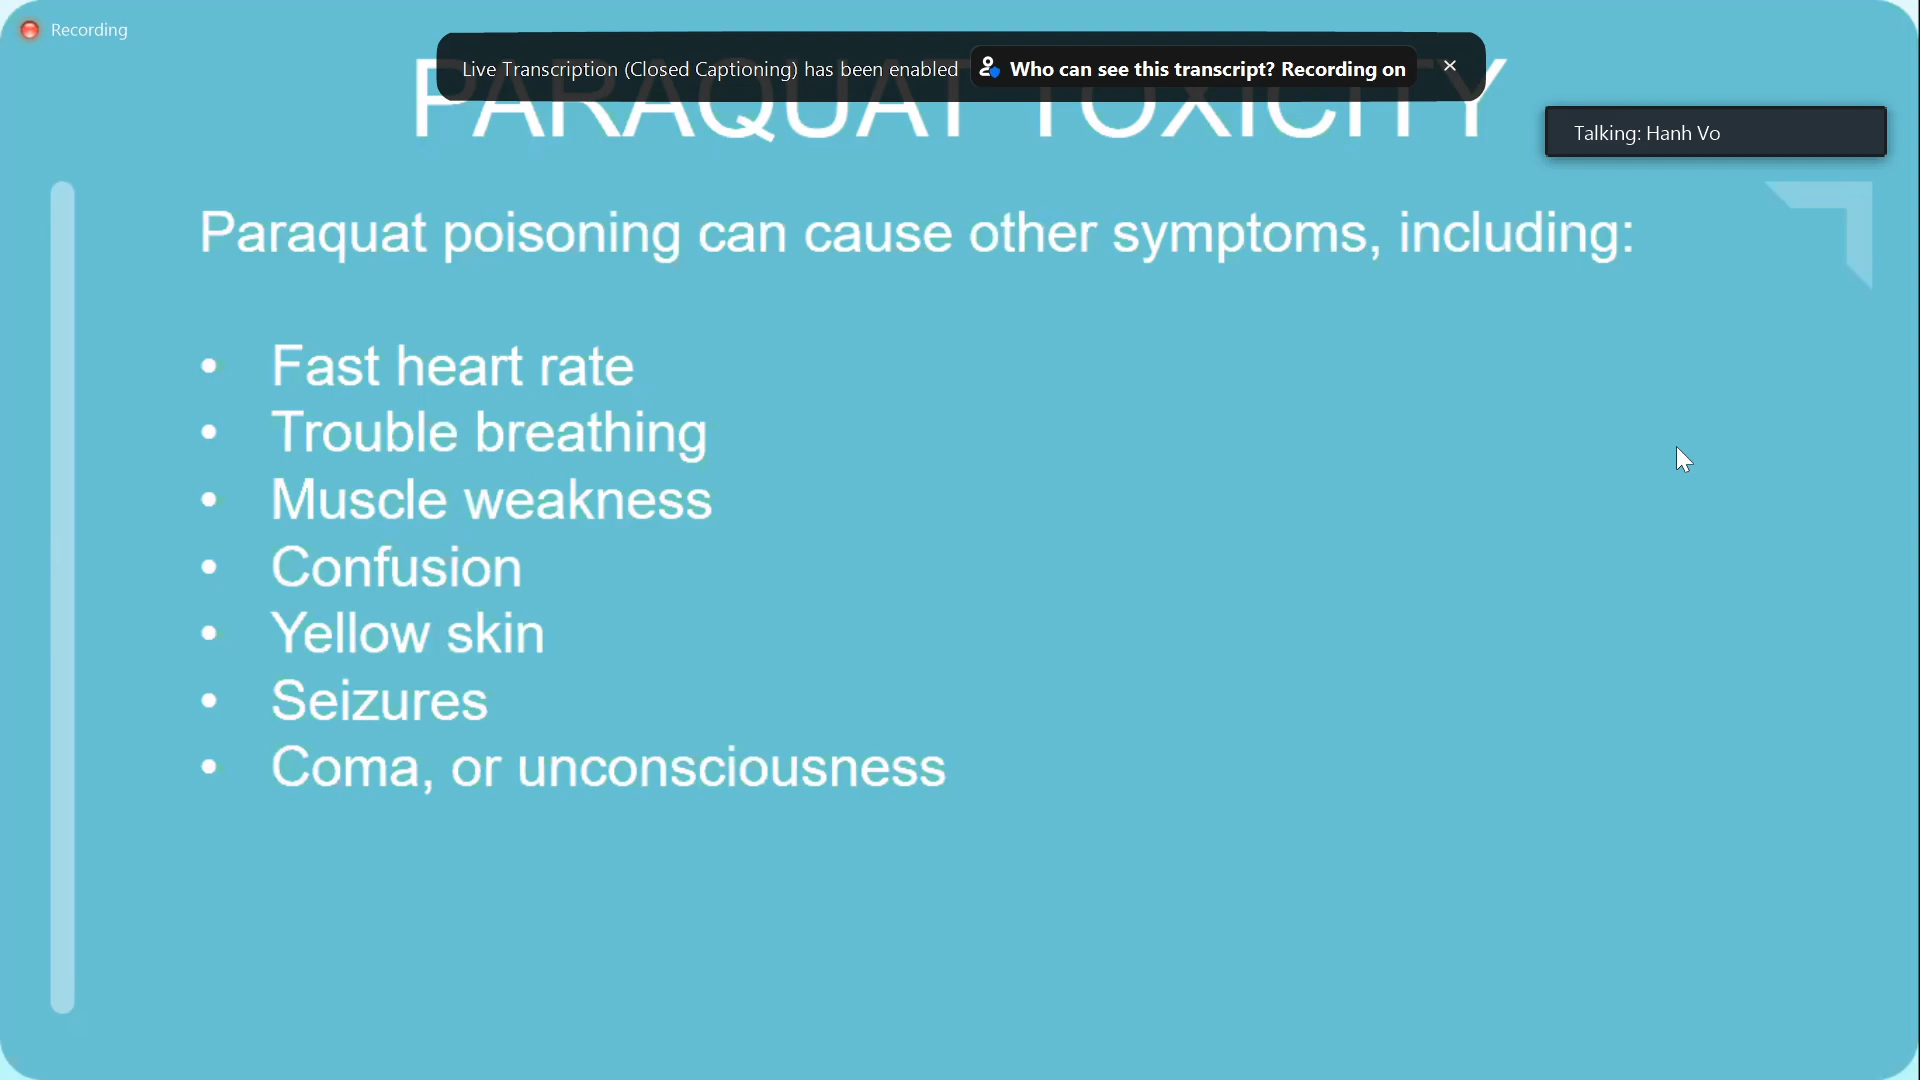 Recording
Live Transcription (Closed Captioning) has been enabled Who can see this transcript? Recording on
PARAQUAT TOXICITY
Talking: Hanh Vo
Paraquat poisoning can cause other symptoms, including:
• Fast heart rate
• Trouble breathing
• Muscle weakness
• Confusion
• Yellow skin
• Seizures
• Coma, or unconsciousness